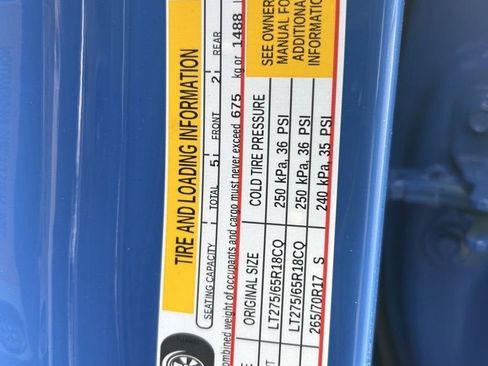 TIRE AND LOADING INFORMATION
SEATING CAPACITY TOTAL 5 FRONT 2 REAR
combined weight of occupants and cargo must never exceed 675 kg or 1488
ORIGINAL SIZE COLD TIRE PRESSURE SEE OWNER
LT275/65R18CQ 250 kPa, 36 PSI MANUAL FO
LT275/65R18CQ 250 kPa, 36 PSI ADDITIONA
265/70R17 S 240 kPa, 35 PSI INFORMATION